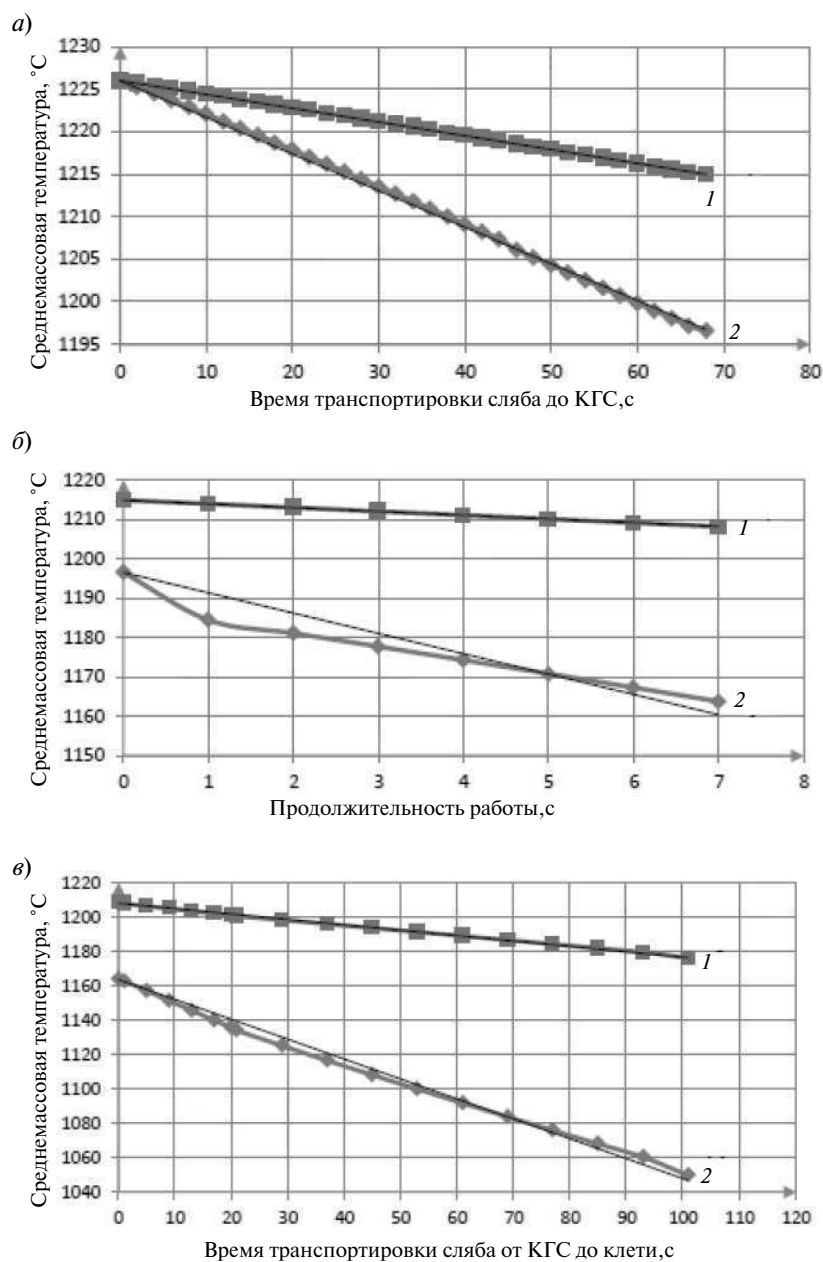 а)
Среднемассовая температура, ˚С
1230
1225
1220
1215
1210
1205
1200
1195
1
2
0 10 20 30 40 50 60 70 80
Время транспортировки сляба до КГС,с
б)
Среднемассовая температура, ˚С
1220
1210
1200
1190
1180
1170
1160
1150
1
2
0 1 2 3 4 5 6 7 8
Продолжительность работы,с
в)
Среднемассовая температура, ˚С
1220
1200
1180
1160
1140
1120
1100
1080
1060
1040
1
2
0 10 20 30 40 50 60 70 80 90 100 110 120
Время транспортировки сляба от КГС до клети,с